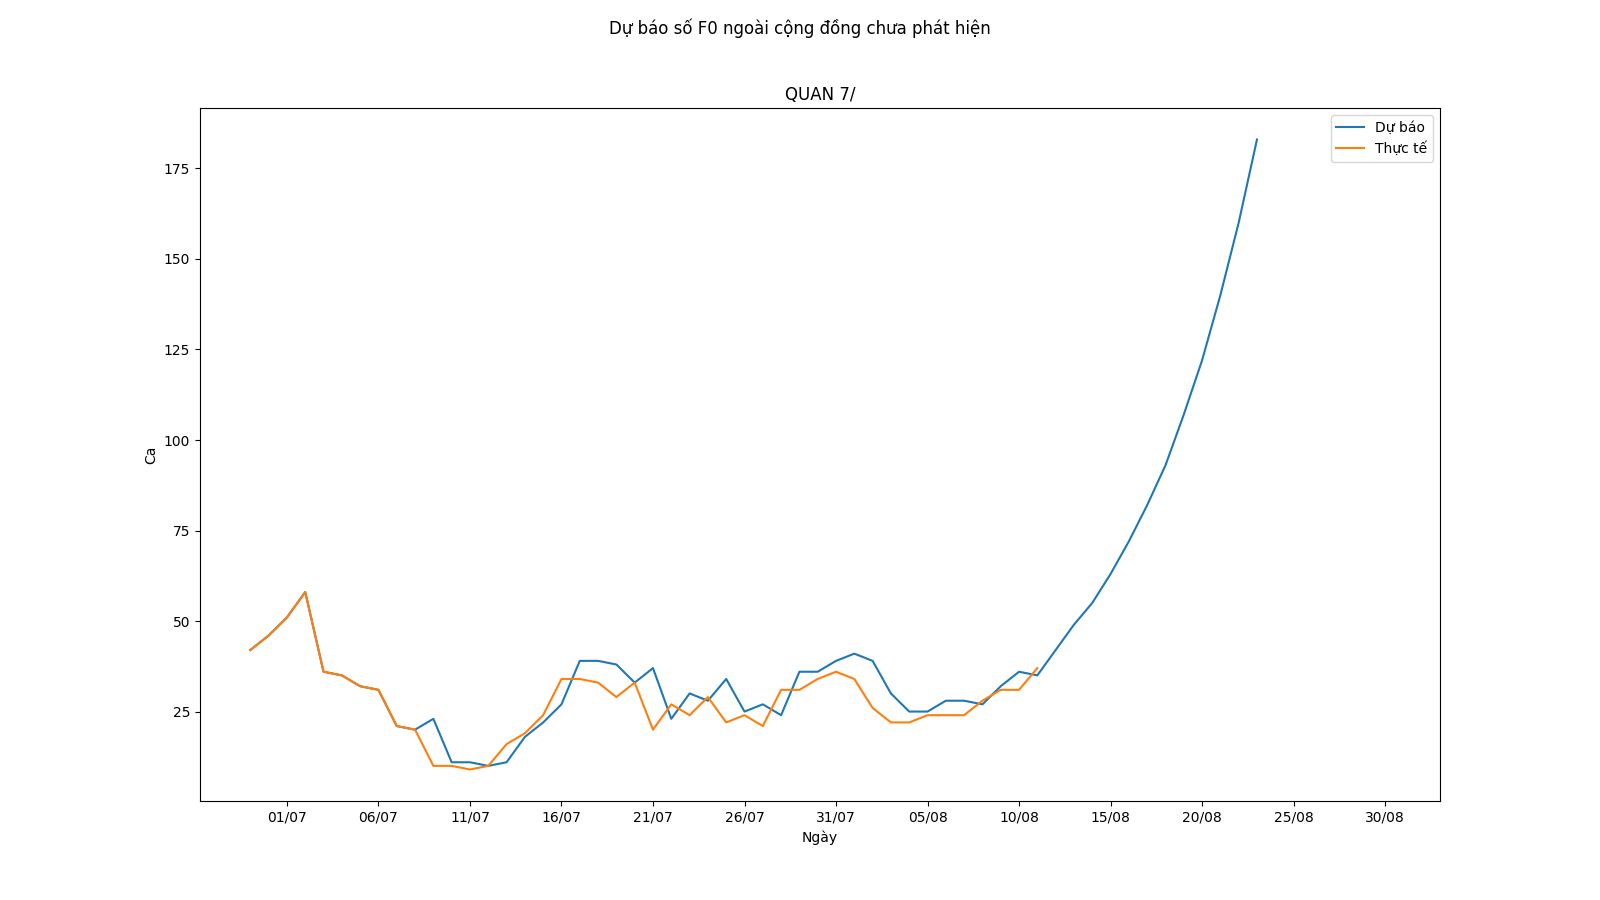 Dự báo số F0 ngoài cộng đồng chưa phát hiện
QUAN 7/
Dự báo
Thực tế
175
150
125
100
75
50
25
Ca
01/07 06/07 11/07 16/07 21/07 26/07 31/07 05/08 10/08 15/08 20/08 25/08 30/08
Ngày